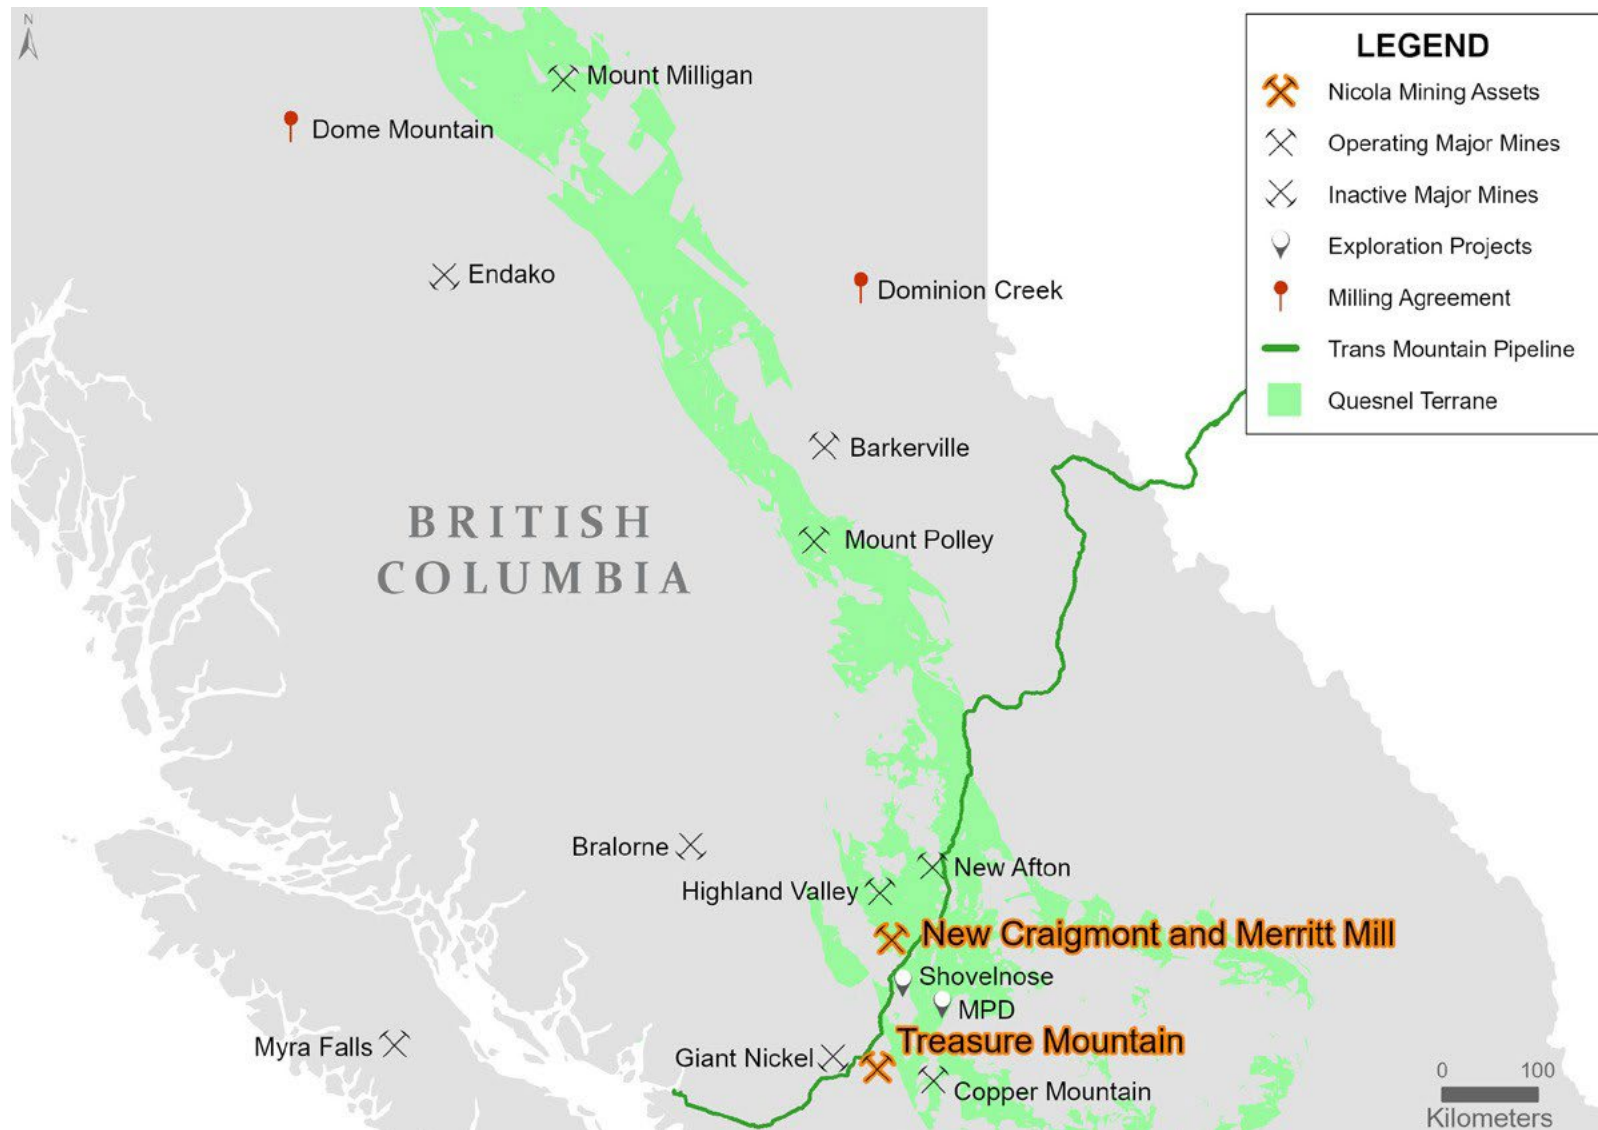 N
LEGEND
Nicola Mining Assets
Operating Major Mines
Inactive Major Mines
Exploration Projects
Milling Agreement
Trans Mountain Pipeline
Quesnel Terrane
Mount Milligan
Dome Mountain
Endako
Dominion Creek
Barkerville
BRITISH
COLUMBIA
Mount Polley
Bralorne
New Afton
Highland Valley
New Craigmont and Merritt Mill
Shovelnose
MPD
Treasure Mountain
Myra Falls
Giant Nickel
Copper Mountain
0 100
Kilometers